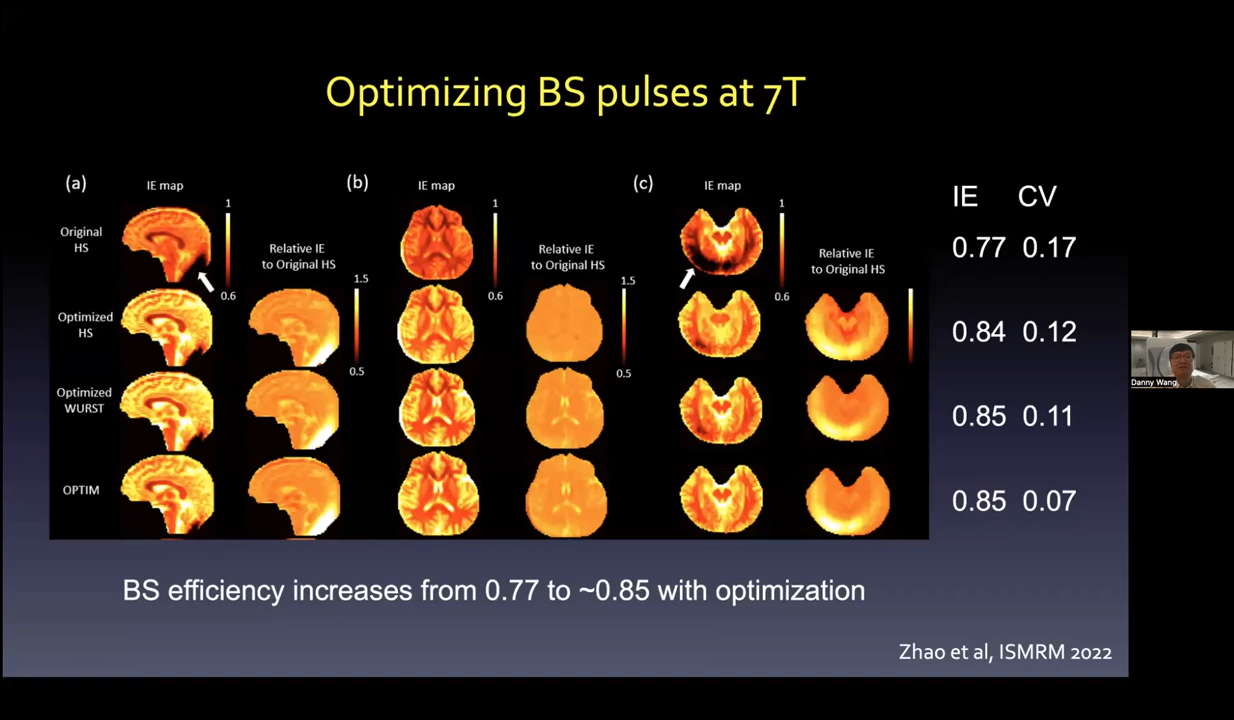 Optimizing BS pulses at 7T
(a)
IE map
(b)
IE map
(c)
IE map
IE CV
Original
HS
1
0.6
Relative IE
to Original HS
1
0.6
Relative IE
to Original HS
1
0.6
Relative IE
to Original HS
0.77 0.17
Optimized
HS
1.5
0.5
1.5
0.5
0.84 0.12
Optimized
WURST
0.85 0.11
OPTIM
0.85 0.07
BS efficiency increases from 0.77 to ~0.85 with optimization
Zhao et al, ISMRM 2022
Danny Wang